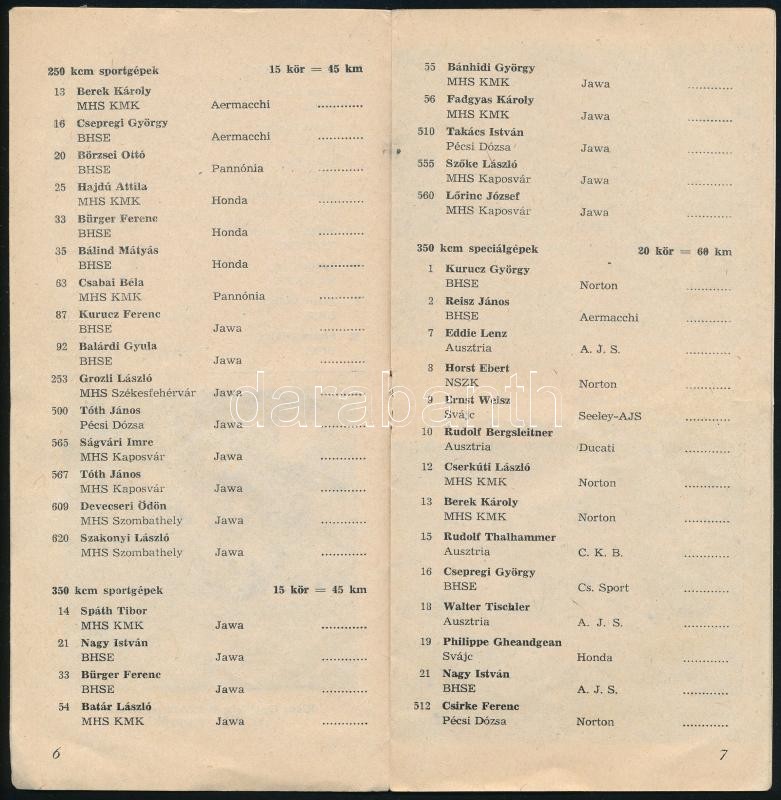 250 kcm sportgépek 15 kör = 45 km
13 Berek Károly
MHS KMK Aermacchi ............
16 Csepregi György
BHSE Aermacchi ............
20 Börzsei Ottó
BHSE Pannónia ............
25 Hajdú Attila
MHS KMK Honda ............
33 Bürger Ferenc
BHSE Honda ............
35 Bálind Mátyás
BHSE Honda ............
63 Csabai Béla
MHS KMK Pannónia ............
87 Kurucz Ferenc
BHSE Jawa ............
92 Balárdi Gyula
BHSE Jawa ............
253 Grozli László
MHS Székesfehérvár Jawa ............
500 Tóth János
Pécsi Dózsa Jawa ............
565 Ságvári Imre
MHS Kaposvár Jawa ............
567 Tóth János
MHS Kaposvár Jawa ............
609 Devecseri Ödön
MHS Szombathely Jawa ............
620 Szakonyi László
MHS Szombathely Jawa ............
350 kcm sportgépek 15 kör = 45 km
14 Späth Tibor
MHS KMK Jawa ............
21 Nagy István
BHSE Jawa ............
33 Bürger Ferenc
BHSE Jawa ............
54 Batár László
MHS KMK Jawa ............
6
55 Bánhidi György
MHS KMK Jawa ............
56 Fadgyas Károly
MHS KMK Jawa ............
510 Takács István
Pécsi Dózsa Jawa ............
555 Szőke László
MHS Kaposvár Jawa ............
560 Lőrinc József
MHS Kaposvár Jawa ............
350 kcm speciálgépek 20 kör = 60 km
1 Kurucz György
BHSE Norton ............
2 Reisz János
BHSE Aermacchi ............
7 Eddie Lenz
Ausztria A. J. S. ............
8 Horst Ebert
NSZK Norton ............
9 Ernst Weisz
Svájc Seeley-AJS ............
10 Rudolf Bergsleitner
Ausztria Ducati ............
12 Cserkúti László
MHS KMK Norton ............
13 Berek Károly
MHS KMK Norton ............
15 Rudolf Thalhammer
Ausztria C. K. B. ............
16 Csepregi György
BHSE Cs. Sport ............
18 Walter Tischler
Ausztria A. J. S. ............
19 Philippe Gheandgean
Svájc Honda ............
21 Nagy István
BHSE A. J. S. ............
512 Csirke Ferenc
Pécsi Dózsa Norton ............
7
darabanth